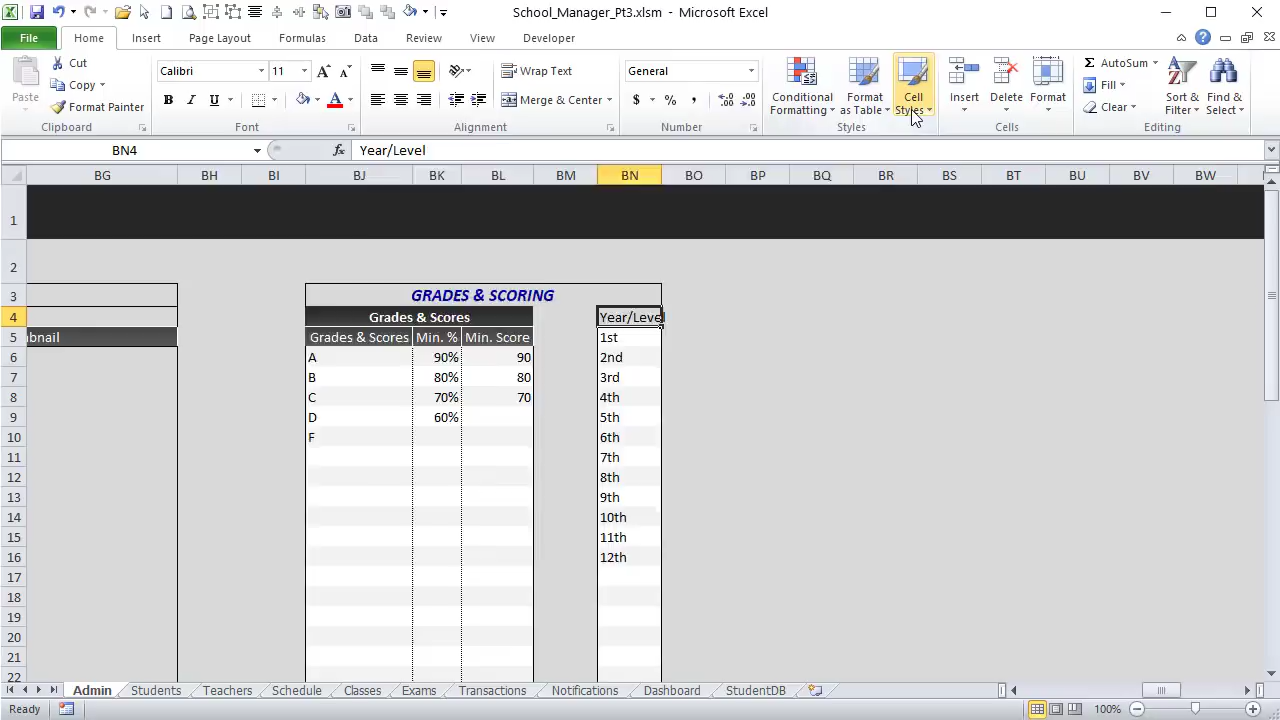 School_Manager_Pt3.xlsm - Microsoft Excel
File Home Insert Page Layout Formulas Data Review View Developer
Paste
Cut
Copy
Format Painter
Clipboard
Calibri 11
B I U A
Font
Wrap Text
Merge & Center
Alignment
General
$ % ,
Number
Conditional Formatting
Format as Table
Cell Styles
Styles
Insert Delete Format
Cells
AutoSum
Fill
Clear
Sort & Filter
Find & Select
Editing
BN4 fx Year/Level
BG BH BI BJ BK BL BM BN BO BP BQ BR BS BT BU BV BW
1
2
3 GRADES & SCORING
4 Grades & Scores Year/Level
5 bnail Grades & Scores Min. % Min. Score 1st
6 A 90% 90 2nd
7 B 80% 80 3rd
8 C 70% 70 4th
9 D 60% 5th
10 F 6th
11 7th
12 8th
13 9th
14 10th
15 11th
16 12th
17
18
19
20
21
22
Admin Students Teachers Schedule Classes Exams Transactions Notifications Dashboard StudentDB
Ready 100%